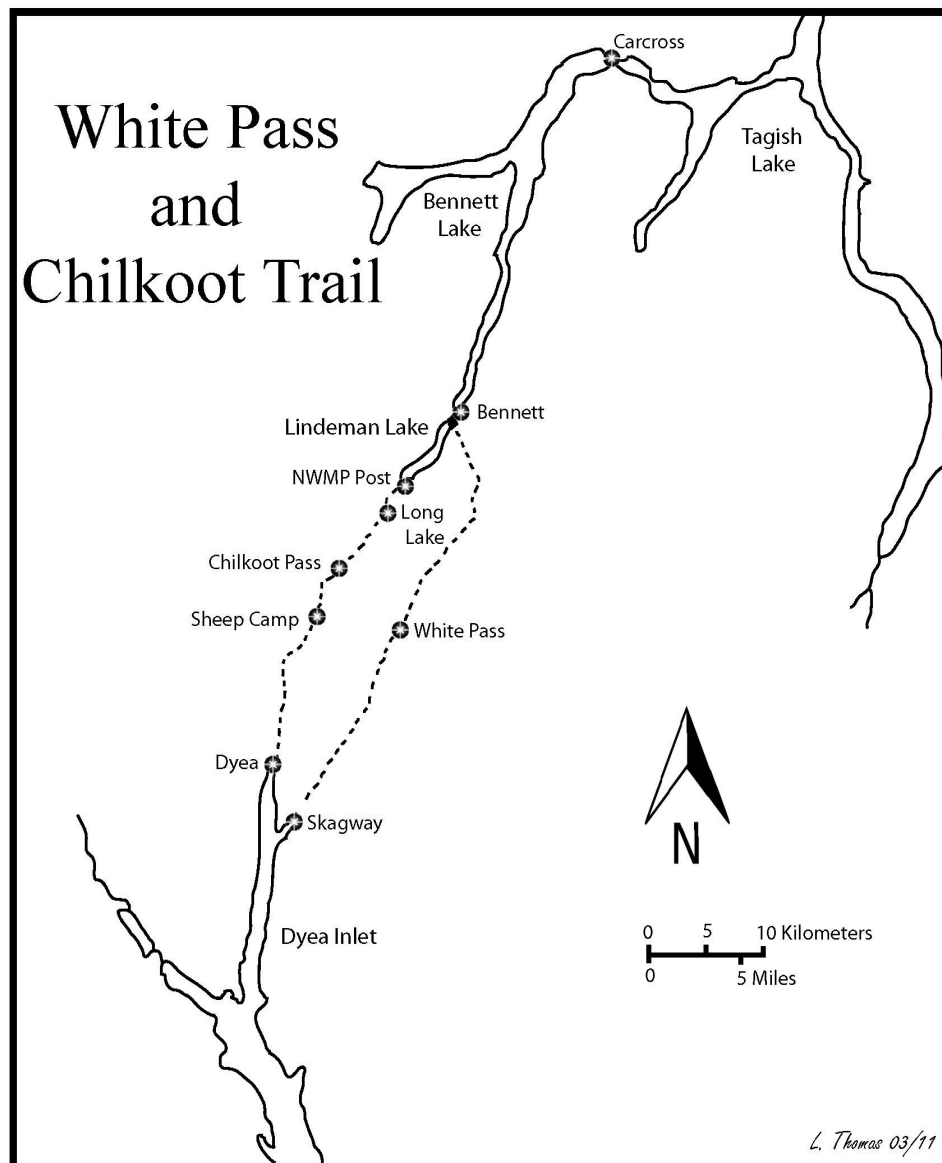 White Pass
and
Chilkoot Trail
Carcross
Tagish
Lake
Bennett
Lake
Bennett
Lindeman Lake
NWMP Post
Long
Lake
Chilkoot Pass
Sheep Camp
White Pass
Dyea
Skagway
Dyea Inlet
N
0 5 10 Kilometers
0 5 Miles
L. Thomas 03/11